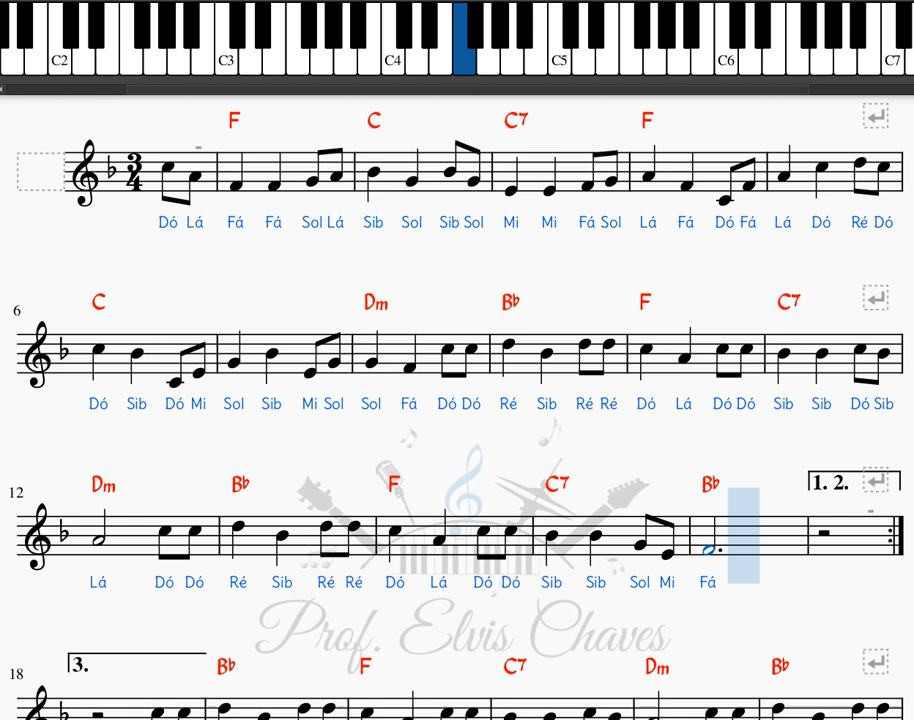 C2 C3 C4 C5 C6 C7
F C C7 F
3
4
Dó Lá Fá Fá Sol Lá Sib Sol Sib Sol Mi Mi Fá Sol Lá Fá Dó Fá Lá Dó Ré Dó
6
C Dm Bb F C7
Dó Sib Dó Mi Sol Sib Mi Sol Sol Fá Dó Dó Ré Sib Ré Ré Dó Lá Dó Dó Sib Sib Dó Sib
12
Dm Bb F C7 Bb 1. 2.
Lá Dó Dó Ré Sib Ré Ré Dó Lá Dó Dó Sib Sib Sol Mi Fá
Prof. Elvis Chaves
18
3. Bb F C7 Dm Bb